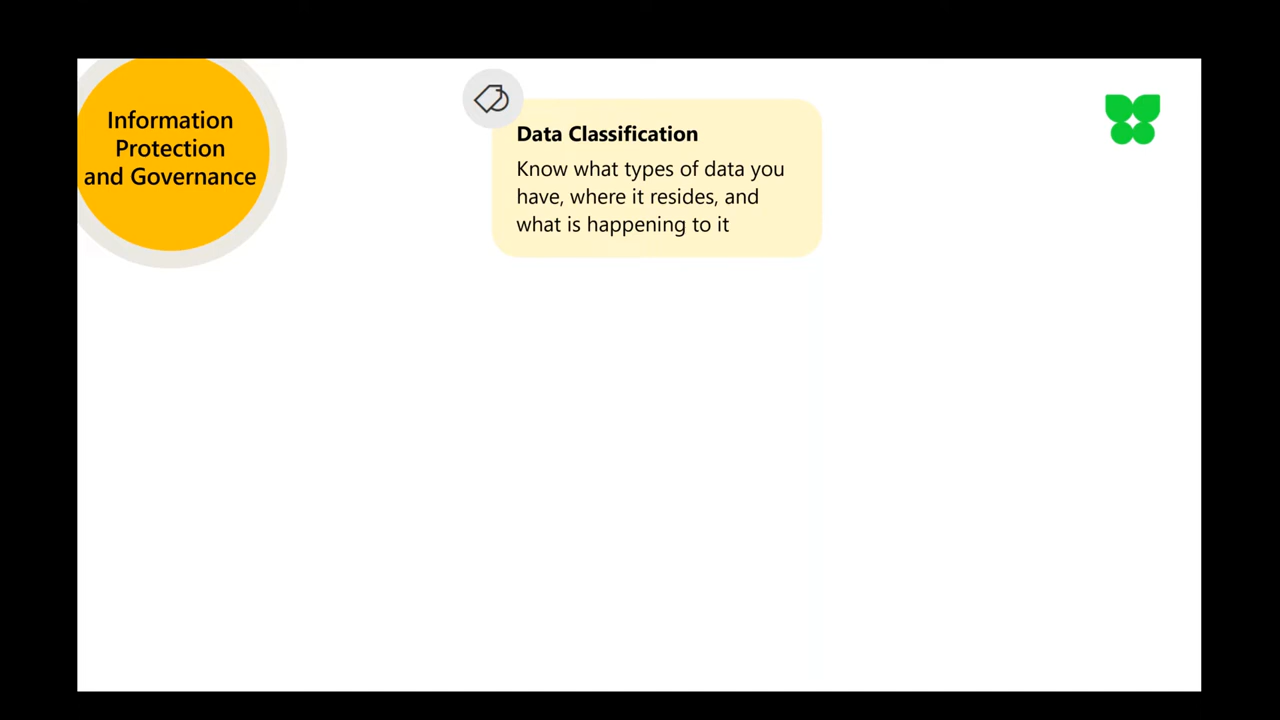 Information
Protection
and Governance
Data Classification
Know what types of data you
have, where it resides, and
what is happening to it